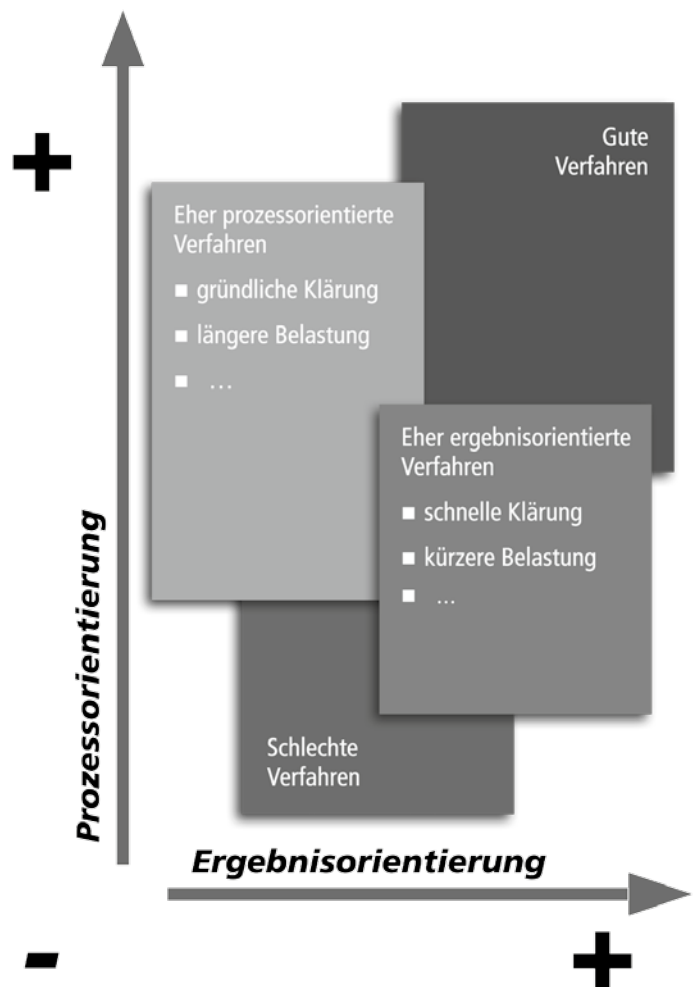 +
Gute
Verfahren
Eher prozessorientierte
Verfahren
■ gründliche Klärung
■ längere Belastung
■ ...
Eher ergebnisorientierte
Verfahren
■ schnelle Klärung
■ kürzere Belastung
■ ...
Schlechte
Verfahren
Prozessorientierung
Ergebnisorientierung
-
+